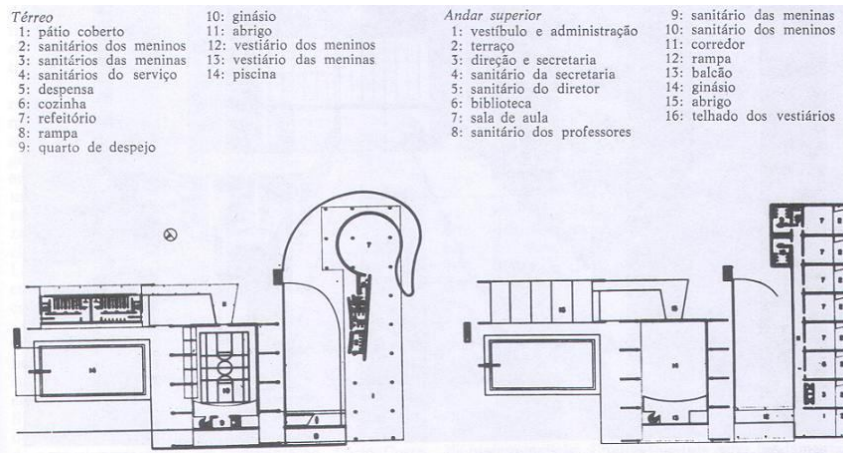 Térreo
1: pátio coberto
2: sanitários dos meninos
3: sanitários das meninas
4: sanitários do serviço
5: despensa
6: cozinha
7: refeitório
8: rampa
9: quarto de despejo
10: ginásio
11: abrigo
12: vestiário dos meninos
13: vestiário das meninas
14: piscina
Andar superior
1: vestíbulo e administração
2: terraço
3: direção e secretaria
4: sanitário da secretaria
5: sanitário do diretor
6: biblioteca
7: sala de aula
8: sanitário dos professores
9: sanitário das meninas
10: sanitário dos meninos
11: corredor
12: rampa
13: balcão
14: ginásio
15: abrigo
16: telhado dos vestiários